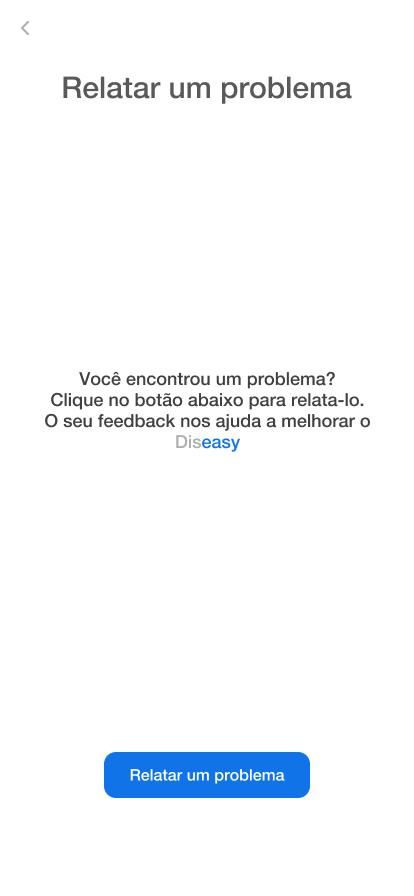 Relatar um problema
Você encontrou um problema?
Clique no botão abaixo para relata-lo.
O seu feedback nos ajuda a melhorar o
Diseasy
Relatar um problema